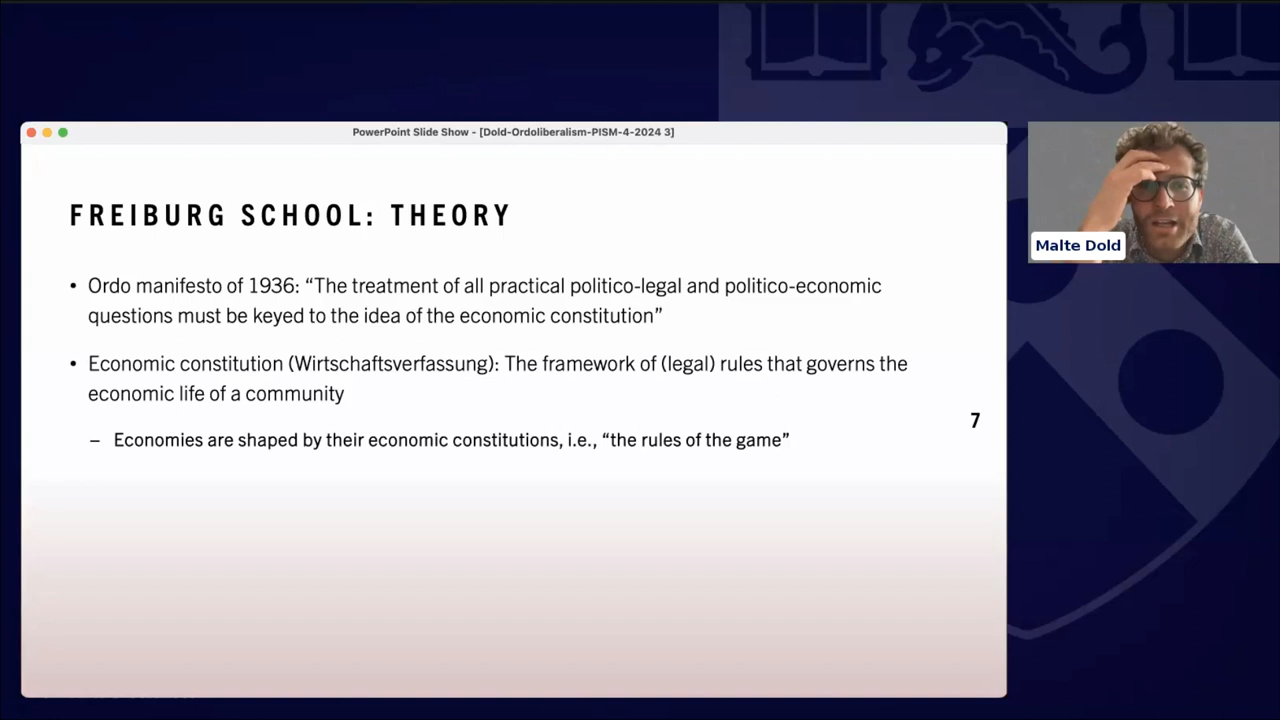 PowerPoint Slide Show - [Dold-Ordoliberalism-PISM-4-2024 3]
FREIBURG SCHOOL: THEORY
• Ordo manifesto of 1936: “The treatment of all practical politico-legal and politico-economic
questions must be keyed to the idea of the economic constitution”
• Economic constitution (Wirtschaftsverfassung): The framework of (legal) rules that governs the
economic life of a community
– Economies are shaped by their economic constitutions, i.e., “the rules of the game”
7
Malte Dold